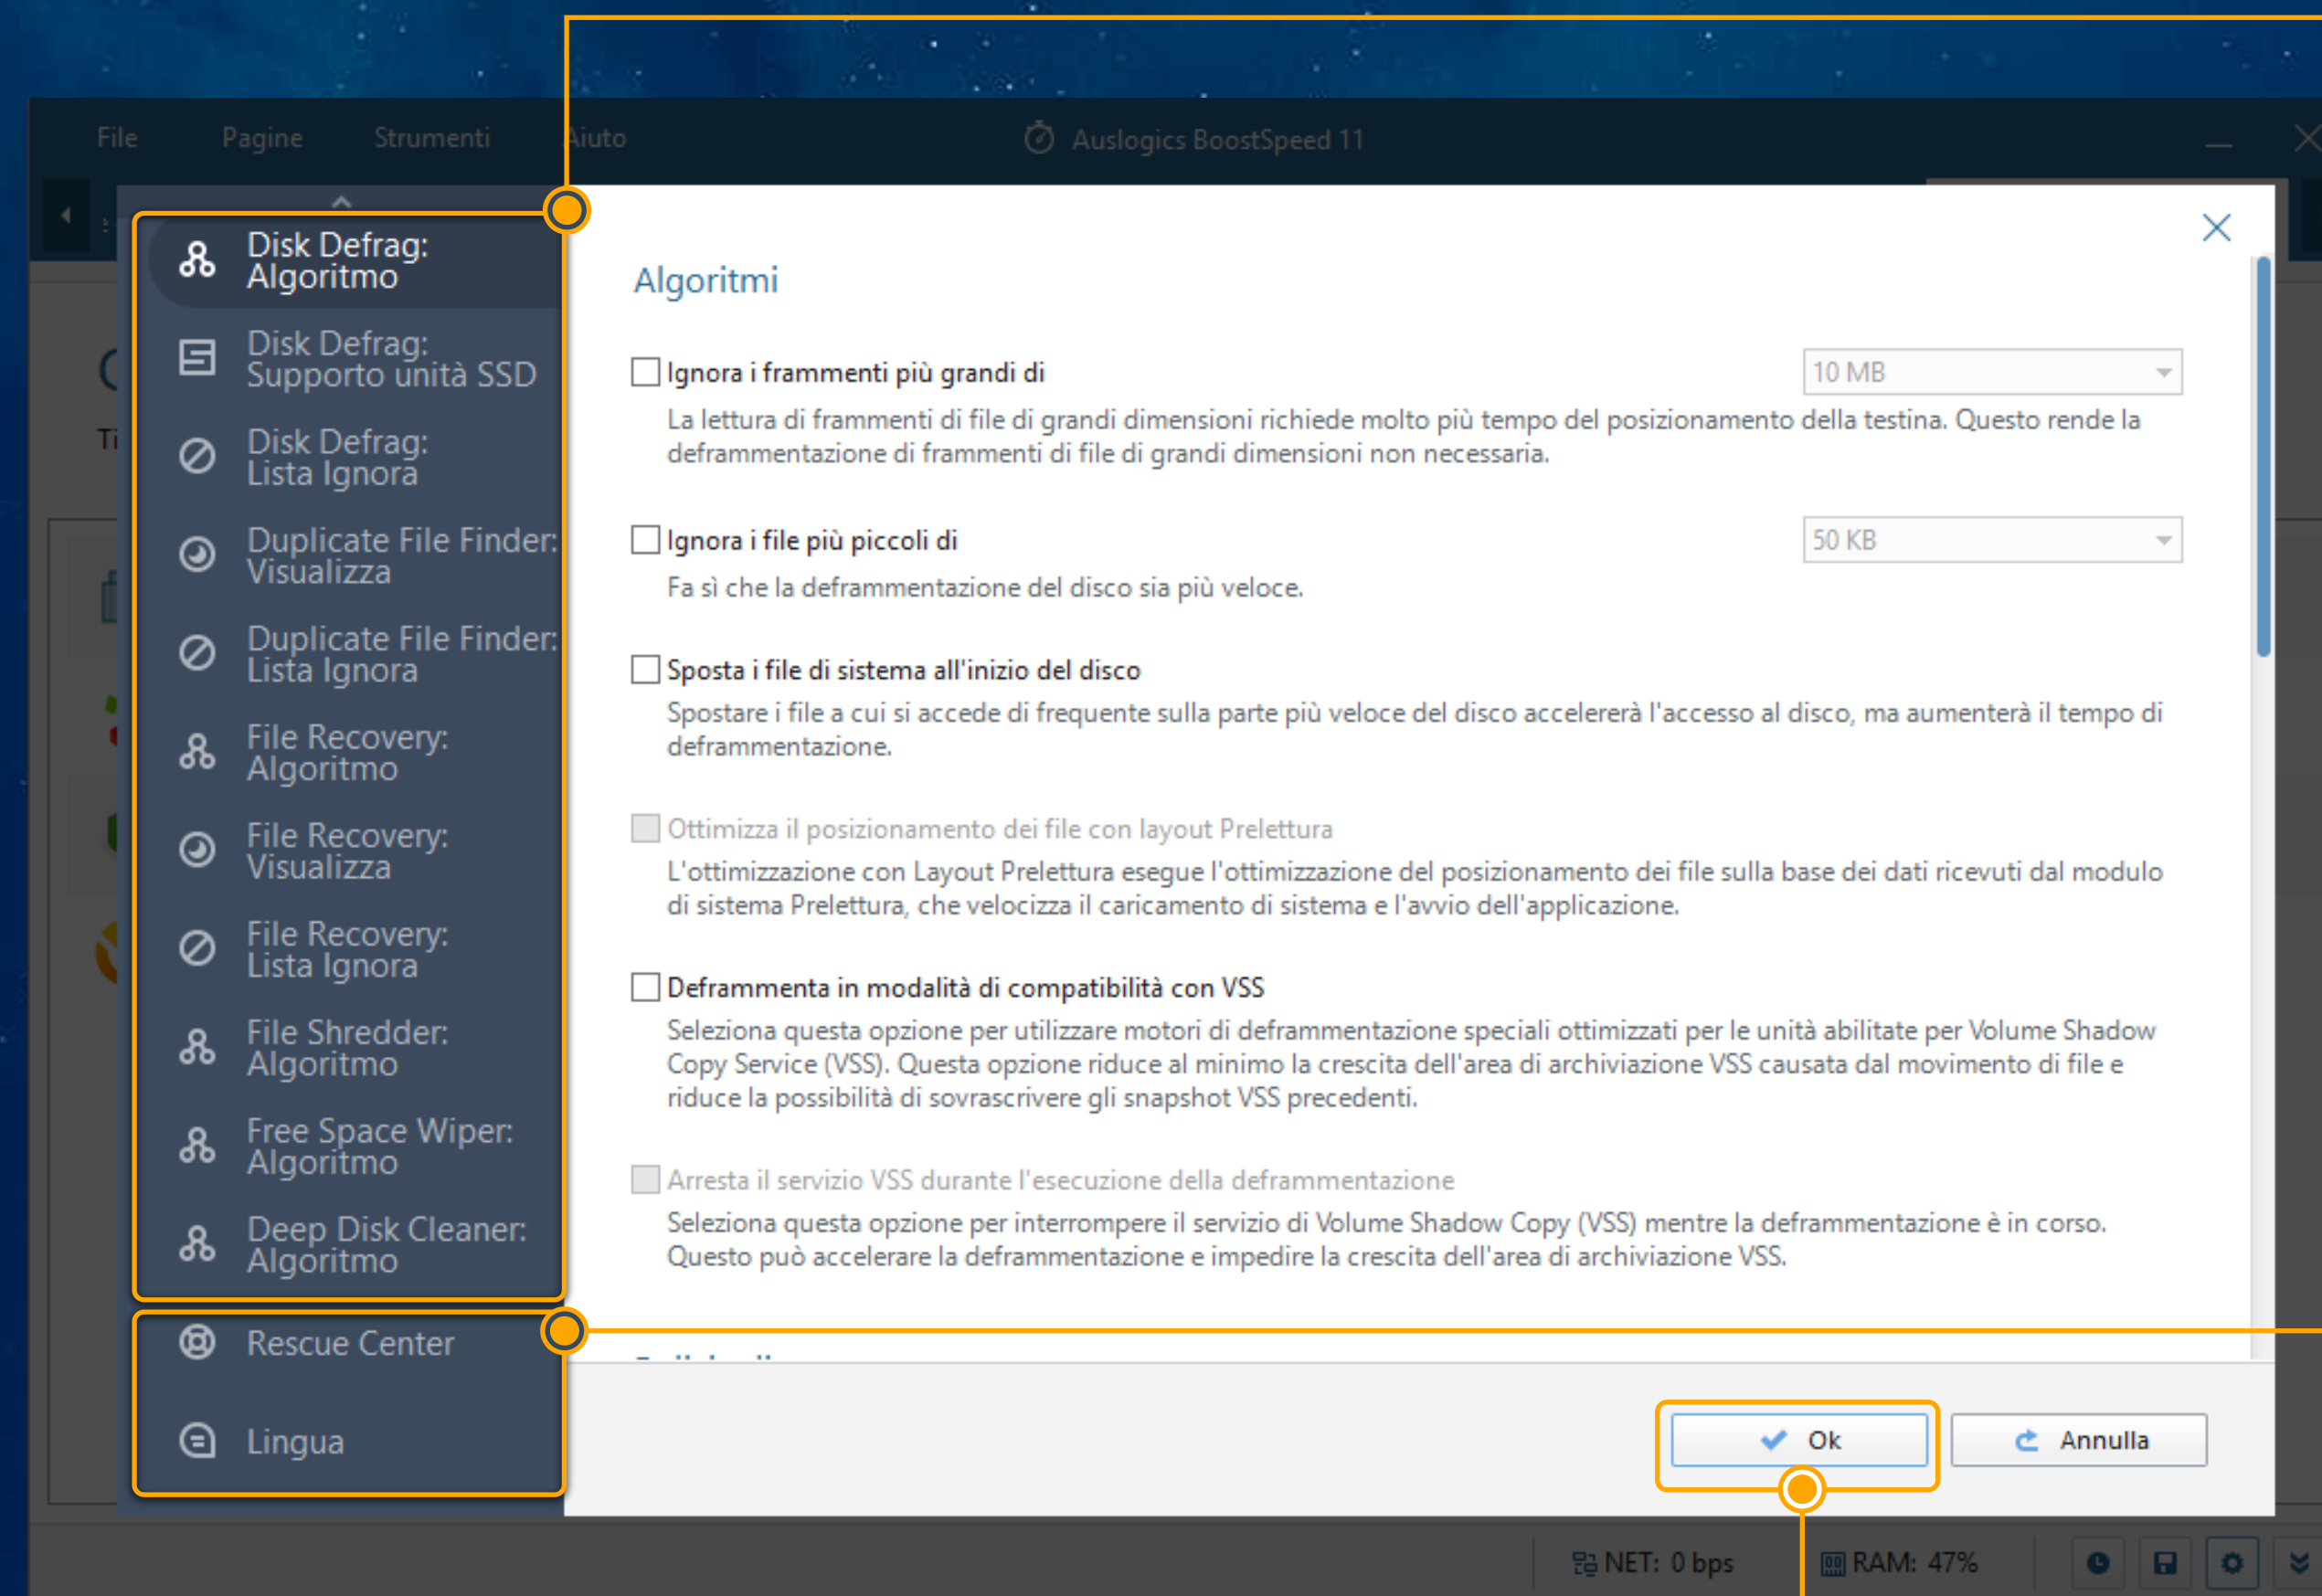 File Pagine Strumenti Aiuto Auslogics BoostSpeed 11
Disk Defrag:
Algoritmo
Disk Defrag:
Supporto unità SSD
Disk Defrag:
Lista Ignora
Duplicate File Finder:
Visualizza
Duplicate File Finder:
Lista Ignora
File Recovery:
Algoritmo
File Recovery:
Visualizza
File Recovery:
Lista Ignora
File Shredder:
Algoritmo
Free Space Wiper:
Algoritmo
Deep Disk Cleaner:
Algoritmo
Rescue Center
Lingua
Algoritmi
Ignora i frammenti più grandi di 10 MB
La lettura di frammenti di file di grandi dimensioni richiede molto più tempo del posizionamento della testina. Questo rende la
deframmentazione di frammenti di file di grandi dimensioni non necessaria.
Ignora i file più piccoli di 50 KB
Fa sì che la deframmentazione del disco sia più veloce.
Sposta i file di sistema all'inizio del disco
Spostare i file a cui si accede di frequente sulla parte più veloce del disco accelererà l'accesso al disco, ma aumenterà il tempo di
deframmentazione.
Ottimizza il posizionamento dei file con layout Prelettura
L'ottimizzazione con Layout Prelettura esegue l'ottimizzazione del posizionamento dei file sulla base dei dati ricevuti dal modulo
di sistema Prelettura, che velocizza il caricamento di sistema e l'avvio dell'applicazione.
Deframmenta in modalità di compatibilità con VSS
Seleziona questa opzione per utilizzare motori di deframmentazione speciali ottimizzati per le unità abilitate per Volume Shadow
Copy Service (VSS). Questa opzione riduce al minimo la crescita dell'area di archiviazione VSS causata dal movimento di file e
riduce la possibilità di sovrascrivere gli snapshot VSS precedenti.
Arresta il servizio VSS durante l'esecuzione della deframmentazione
Seleziona questa opzione per interrompere il servizio di Volume Shadow Copy (VSS) mentre la deframmentazione è in corso.
Questo può accelerare la deframmentazione e impedire la crescita dell'area di archiviazione VSS.
Ok Annulla
NET: 0 bps RAM: 47%